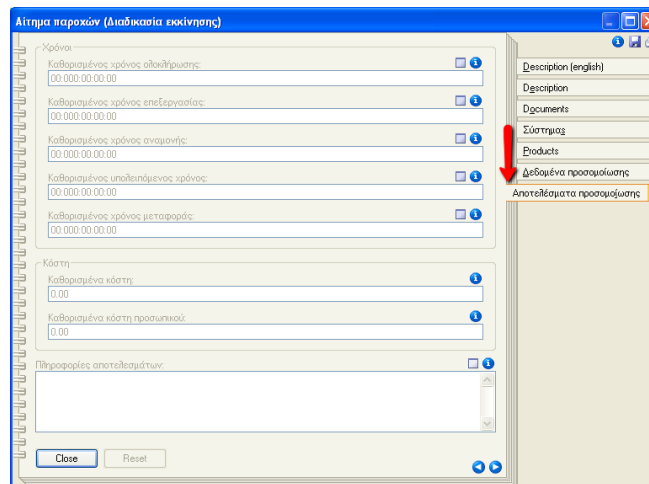 Αίτημα παροχών (Διαδικασία εκκίνησης)
Χρόνοι
Καθορισμένος χρόνος ολοκλήρωσης:
00:000:00:00:00
Καθορισμένος χρόνος επεξεργασίας:
00:000:00:00:00
Καθορισμένος χρόνος αναμονής:
00:000:00:00:00
Καθορισμένος υπολειπόμενος χρόνος:
00:000:00:00:00
Καθορισμένος χρόνος μεταφοράς:
00:000:00:00:00
Κόστη
Καθορισμένα κόστη:
0.00
Καθορισμένα κόστη προσωπικού:
0.00
Πληροφορίες αποτελεσμάτων:
Close Reset
Description (english)
Description
Documents
Σύστημας
Products
Δεδομένα προσομοίωσης
Αποτελέσματα προσομοίωσης